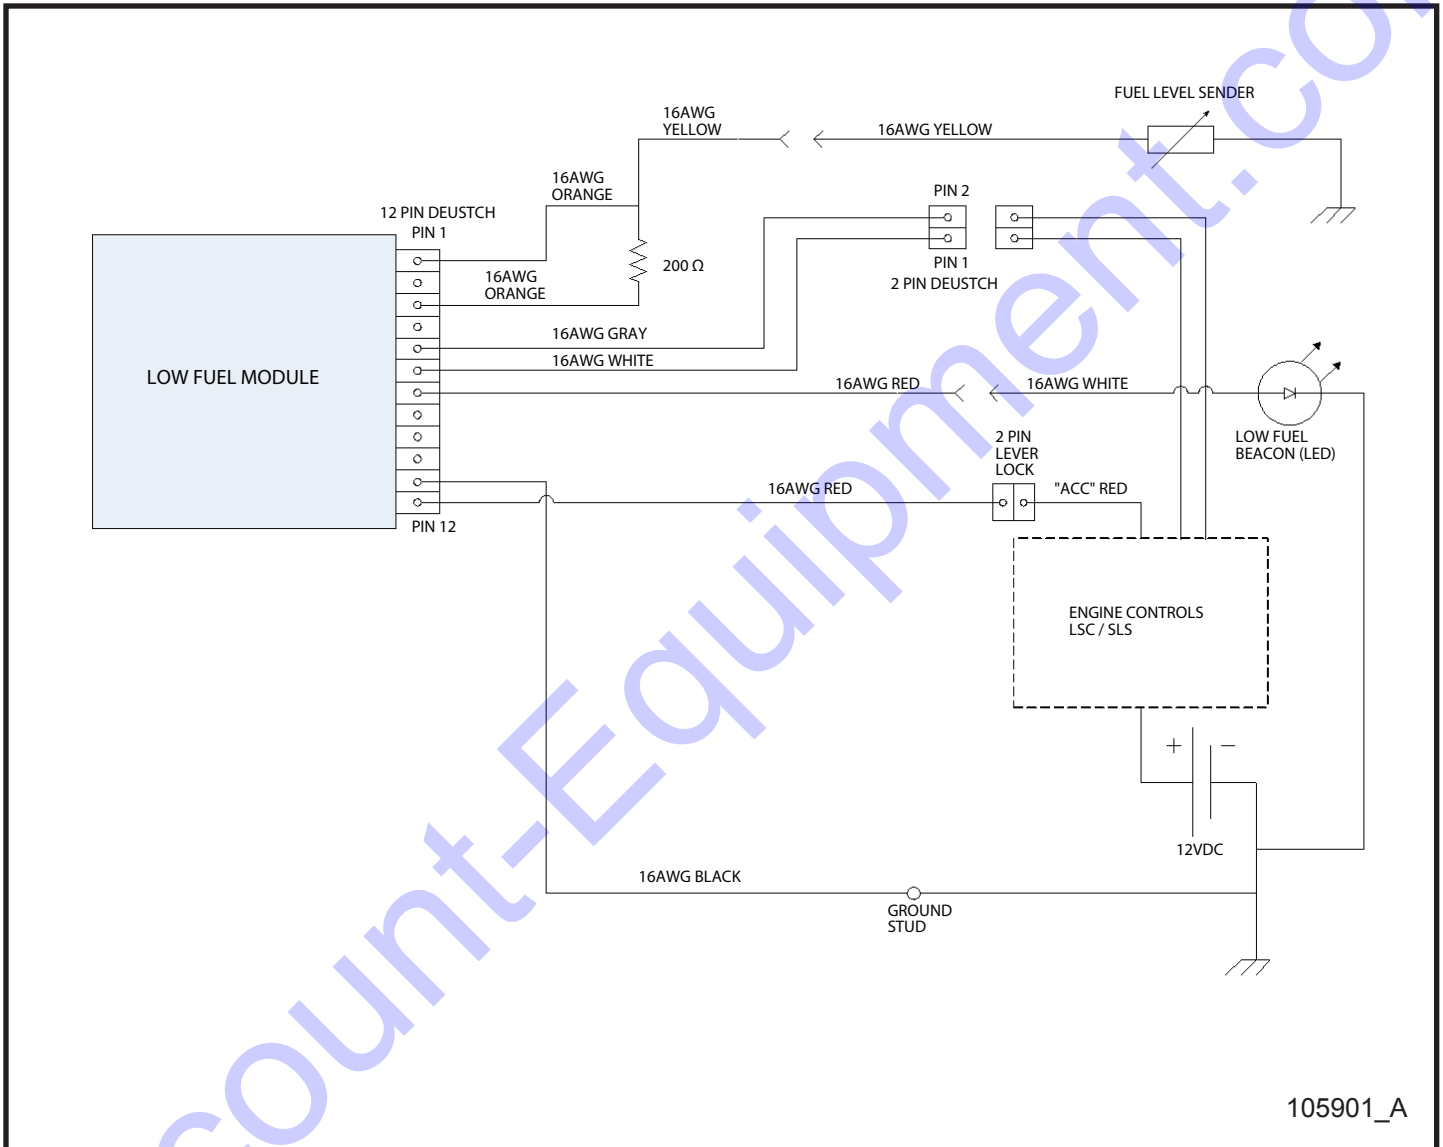 FUEL LEVEL SENDER
16AWG
YELLOW
16AWG YELLOW
16AWG
ORANGE
PIN 2
12 PIN DEUSTCH
PIN 1
200 Ω
16AWG
ORANGE
PIN 1
2 PIN DEUSTCH
16AWG GRAY
16AWG WHITE
LOW FUEL MODULE
16AWG RED
16AWG WHITE
LOW FUEL
BEACON (LED)
2 PIN
LEVER
LOCK
16AWG RED
"ACC" RED
PIN 12
ENGINE CONTROLS
LSC / SLS
+ −
12VDC
16AWG BLACK
GROUND
STUD
105901_A
count-Equipment.co